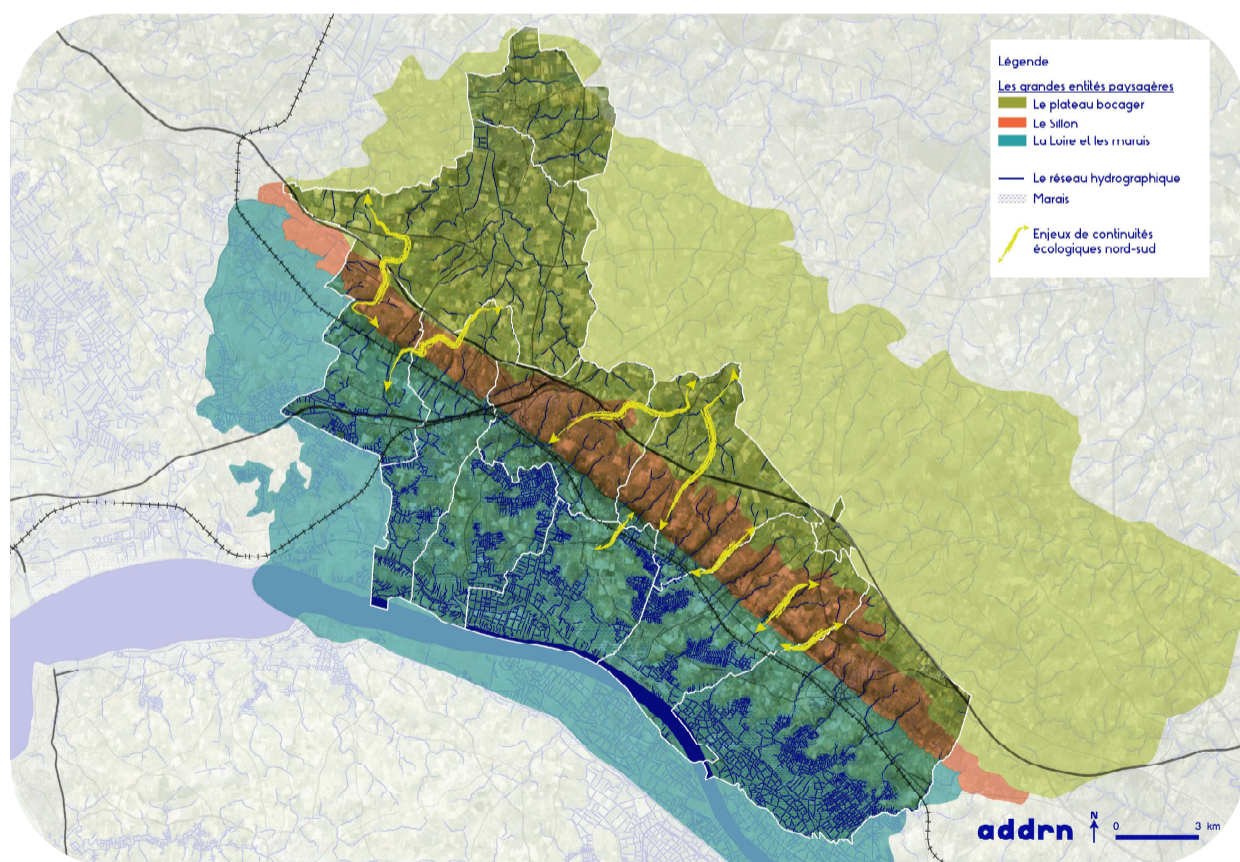 Légende
Les grandes entités paysagères
Le plateau bocager
Le Sillon
La Loire et les marais
Le réseau hydrographique
Marais
Enjeux de continuités
écologiques nord-sud
addrn
N
0 3 km